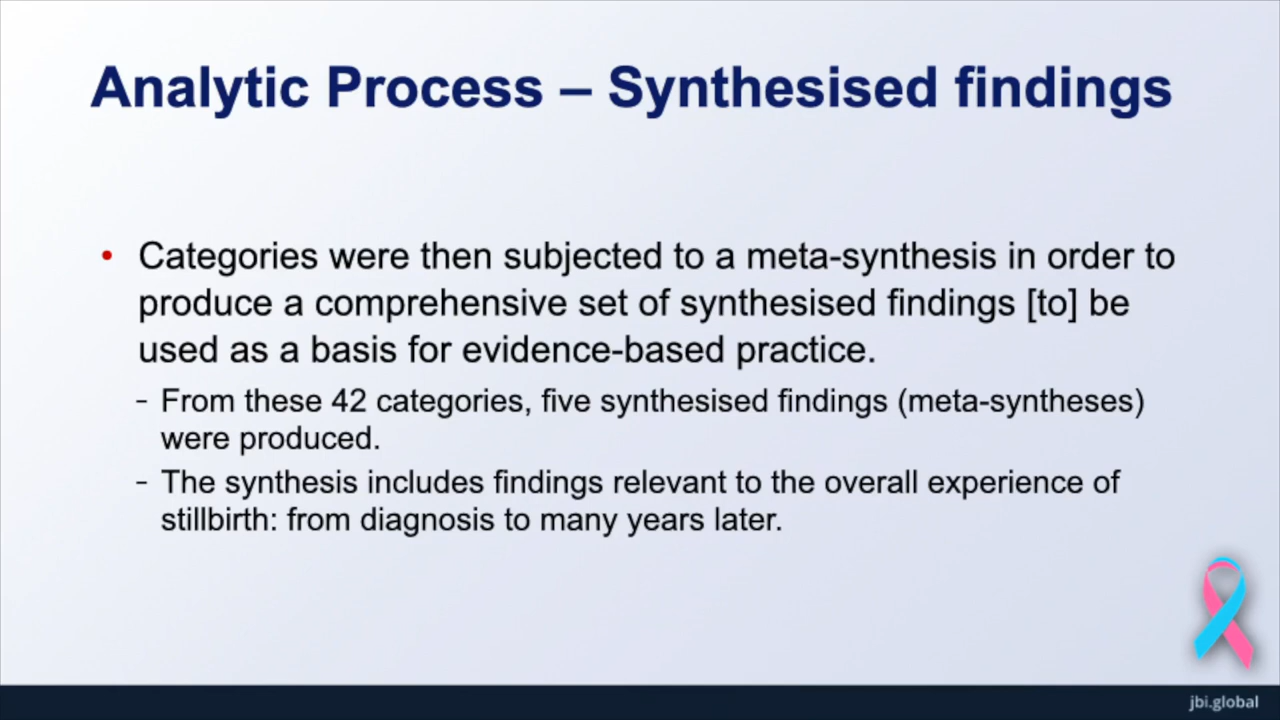 Analytic Process – Synthesised findings
• Categories were then subjected to a meta-synthesis in order to
produce a comprehensive set of synthesised findings [to] be
used as a basis for evidence-based practice.
- From these 42 categories, five synthesised findings (meta-syntheses)
were produced.
- The synthesis includes findings relevant to the overall experience of
stillbirth: from diagnosis to many years later.
jbi.global